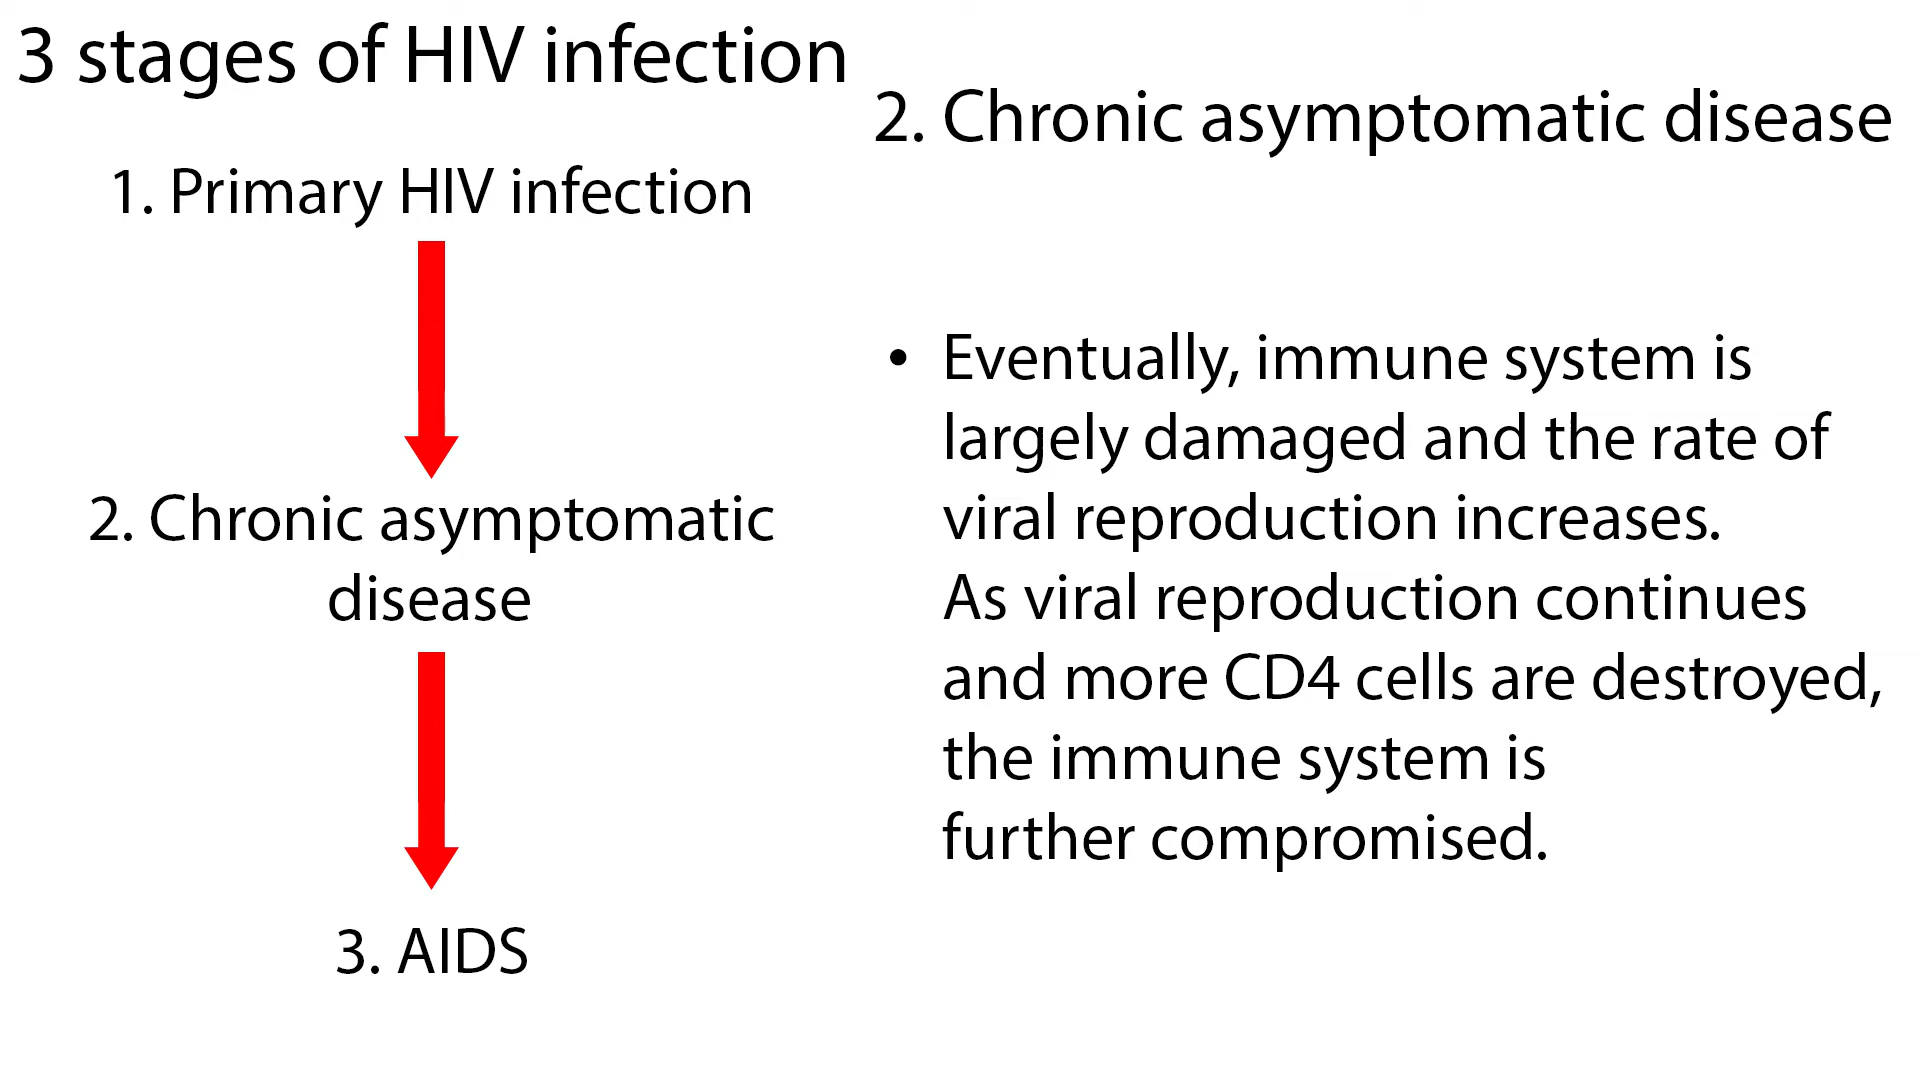 3 stages of HIV infection
1. Primary HIV infection
2. Chronic asymptomatic
disease
3. AIDS
2. Chronic asymptomatic disease
• Eventually, immune system is
largely damaged and the rate of
viral reproduction increases.
As viral reproduction continues
and more CD4 cells are destroyed,
the immune system is
further compromised.